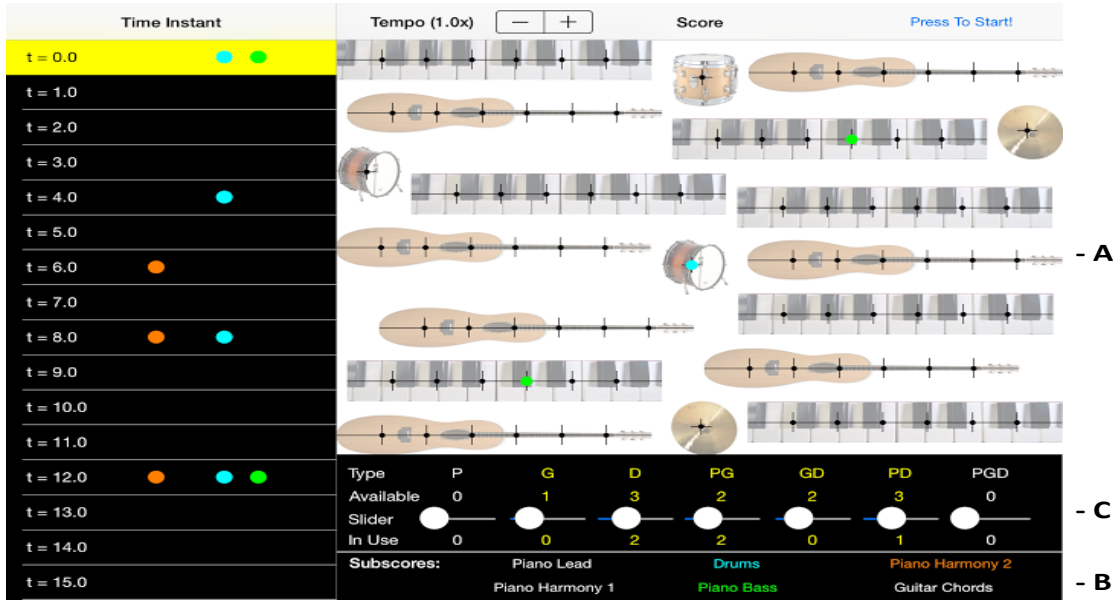 Time Instant Tempo (1.0x) − + Score Press To Start!
t = 0.0
t = 1.0
t = 2.0
t = 3.0
t = 4.0
t = 5.0
t = 6.0
t = 7.0
t = 8.0
t = 9.0
t = 10.0
t = 11.0
t = 12.0
t = 13.0
t = 14.0
t = 15.0
- A
Type P G D PG GD PD PGD
Available 0 1 3 2 2 3 0
Slider
- C
In Use 0 0 2 2 0 1 0
Subscores: Piano Lead Drums Piano Harmony 2
Piano Harmony 1 Piano Bass Guitar Chords
- B